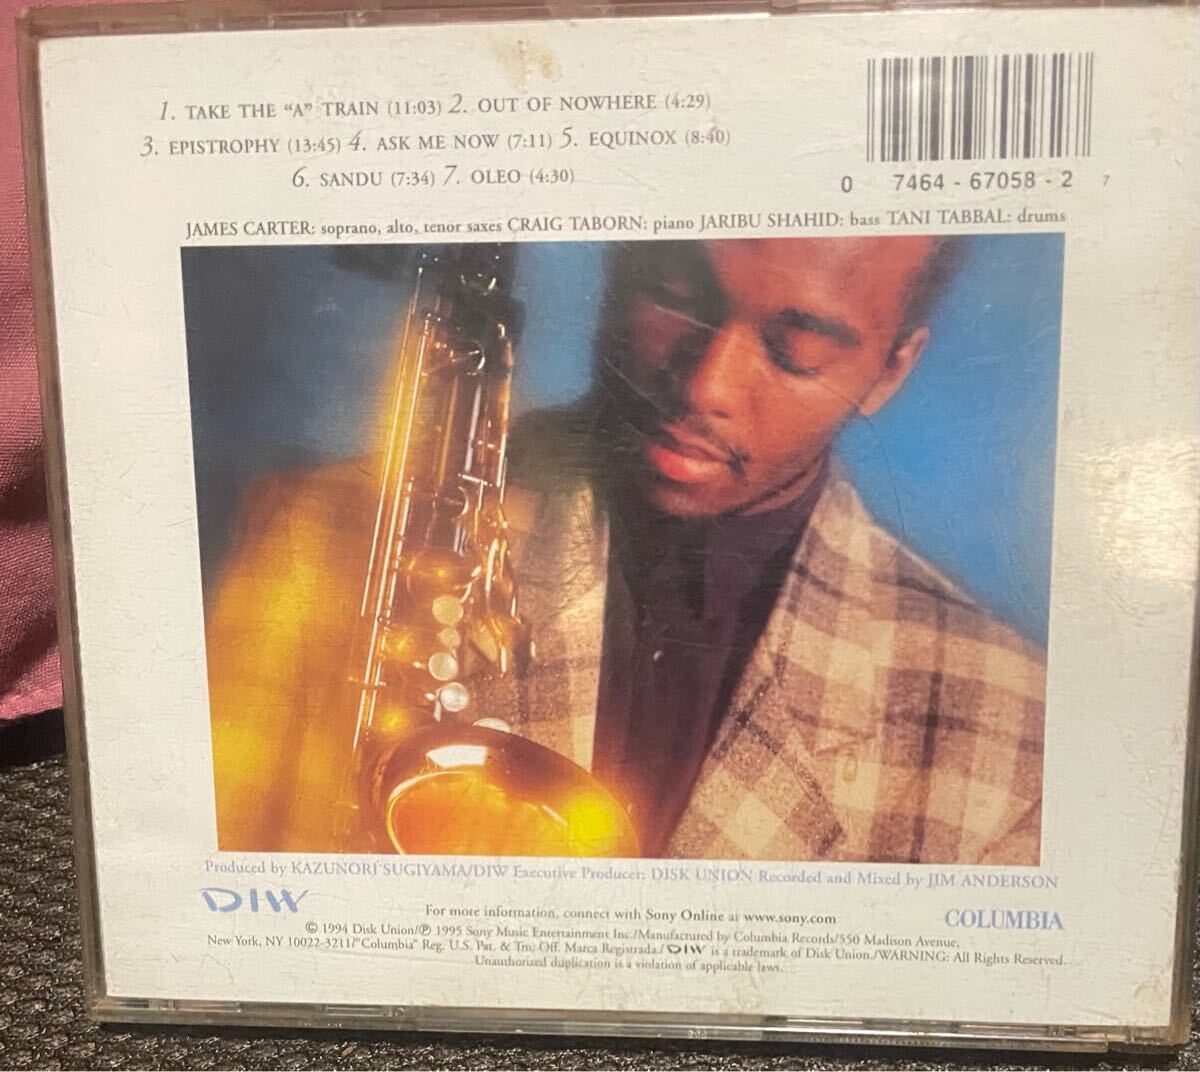 1. TAKE THE “A” TRAIN (11:03) 2. OUT OF NOWHERE (4:29)
3. EPISTROPHY (13:45) 4. ASK ME NOW (7:11) 5. EQUINOX (8:40)
6. SANDU (7:34) 7. OLEO (4:30)
0 7464 - 67058 - 2 7
JAMES CARTER: soprano, alto, tenor saxes CRAIG TABORN: piano JARIBU SHAHID: bass TANI TABBAL: drums
Produced by KAZUNORI SUGIYAMA/DIW Executive Producer: DISK UNION Recorded and Mixed by JIM ANDERSON
DIW
For more information, connect with Sony Online at www.sony.com
COLUMBIA
© 1994 Disk Union/℗ 1995 Sony Music Entertainment Inc./Manufactured by Columbia Records/550 Madison Avenue,
New York, NY 10022-3211/"Columbia" Reg. U.S. Pat. & Tm. Off. Marca Registrada./DIW is a trademark of Disk Union./WARNING: All Rights Reserved.
Unauthorized duplication is a violation of applicable laws.